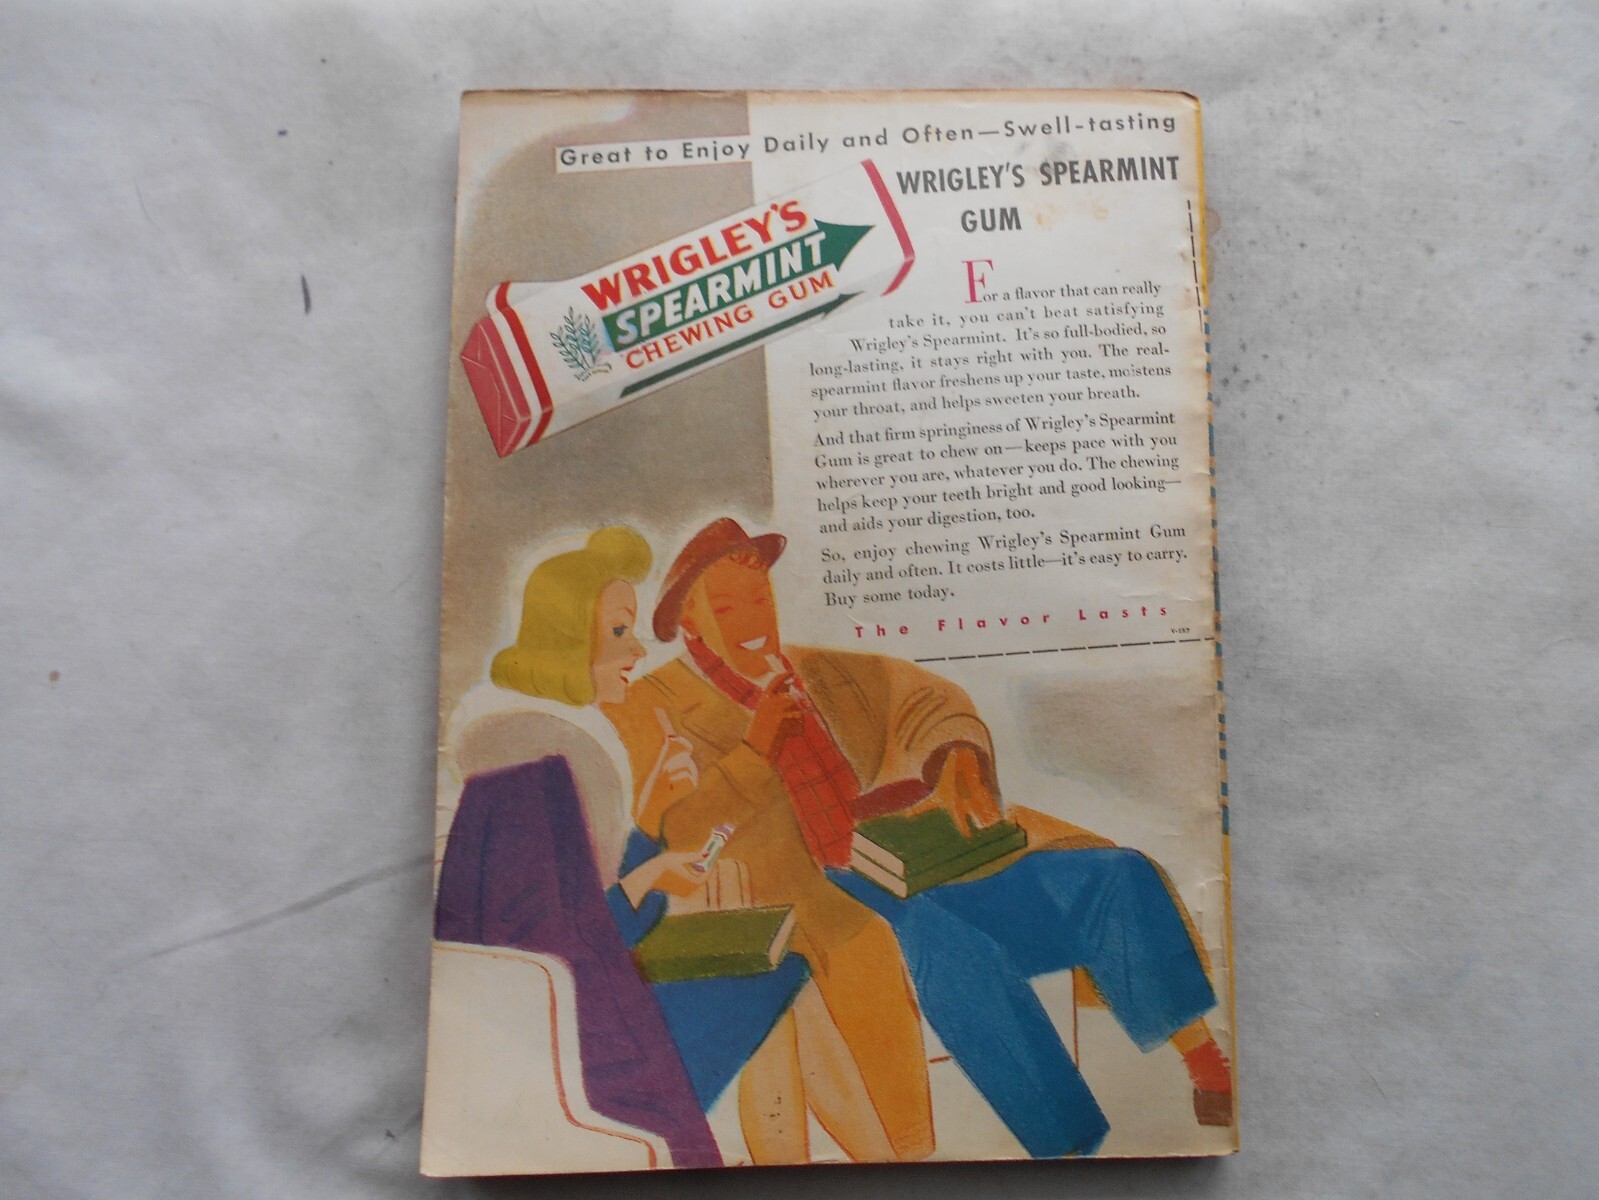 Great to Enjoy Daily and Often—Swell-tasting
WRIGLEY'S SPEARMINT
GUM
WRIGLEY'S
SPEARMINT
CHEWING GUM
For a flavor that can really
take it, you can't beat satisfying
Wrigley's Spearmint. It's so full-bodied, so
long-lasting, it stays right with you. The real-
spearmint flavor freshens up your taste, moistens
your throat, and helps sweeten your breath.
And that firm springiness of Wrigley's Spearmint
Gum is great to chew on—keeps pace with you
wherever you are, whatever you do. The chewing
helps keep your teeth bright and good looking—
and aids your digestion, too.
So, enjoy chewing Wrigley's Spearmint Gum
daily and often. It costs little—it's easy to carry.
Buy some today.
The Flavor Lasts